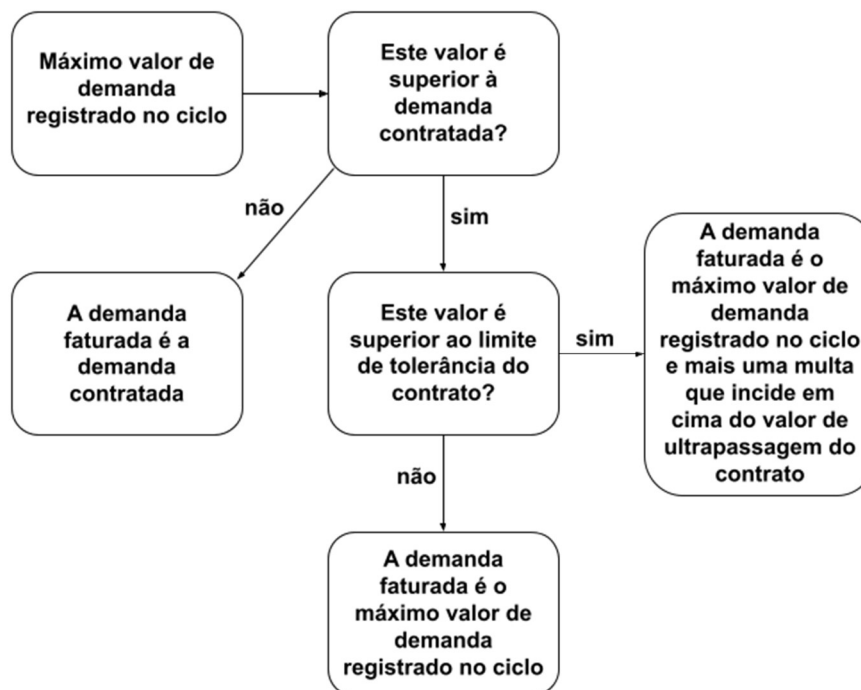 Máximo valor de
demanda
registrado no ciclo
Este valor é
superior à
demanda
contratada?
não
sim
A demanda
faturada é a
demanda
contratada
Este valor é
superior ao limite
de tolerância do
contrato?
sim
A demanda
faturada é o
máximo valor de
demanda
registrado no ciclo
e mais uma multa
que incide em
cima do valor de
ultrapassagem do
contrato
não
A demanda
faturada é o
máximo valor de
demanda
registrado no ciclo